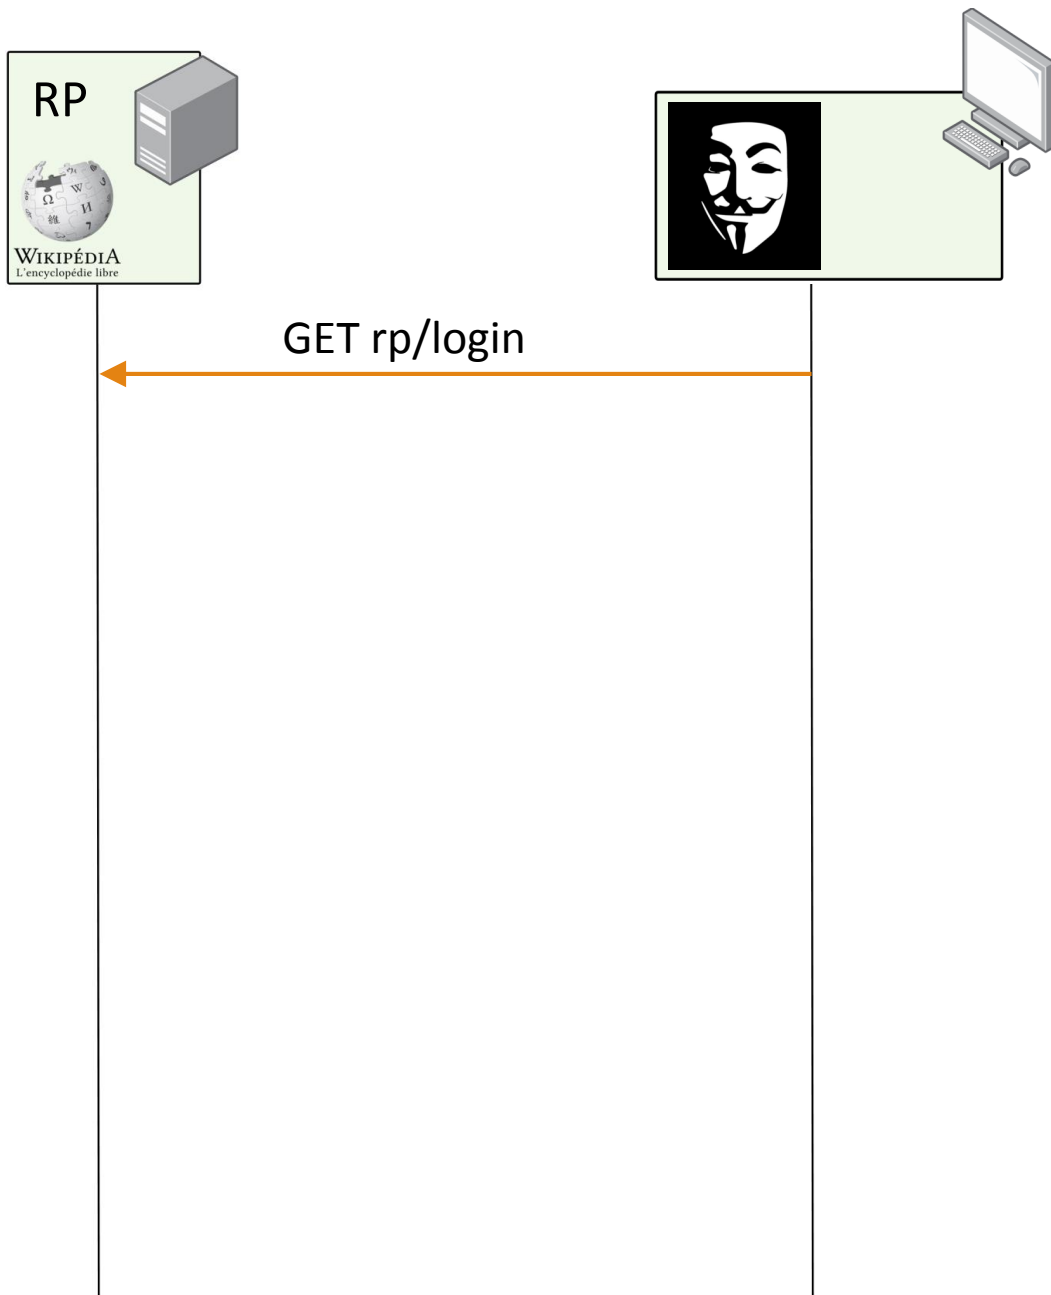 RP
Ω W И
WIKIPÉDIA
L'encyclopédie libre
GET rp/login